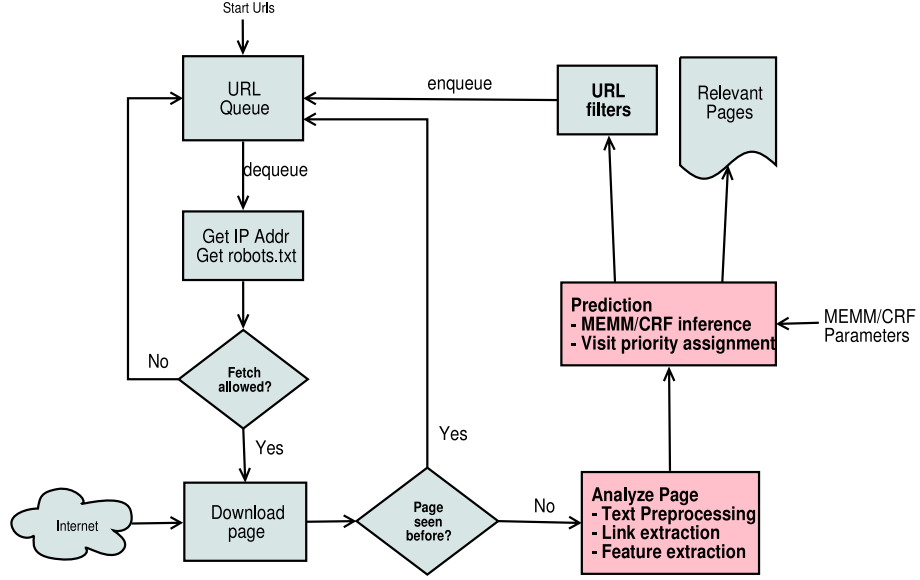 Start Urls
URL
Queue
enqueue
URL
filters
Relevant
Pages
dequeue
Get IP Addr
Get robots.txt
Prediction
- MEMM/CRF inference
- Visit priority assignment
MEMM/CRF
Parameters
No
Fetch
allowed?
Yes
Yes
Internet
Download
page
Page
seen
before?
No
Analyze Page
- Text Preprocessing
- Link extraction
- Feature extraction